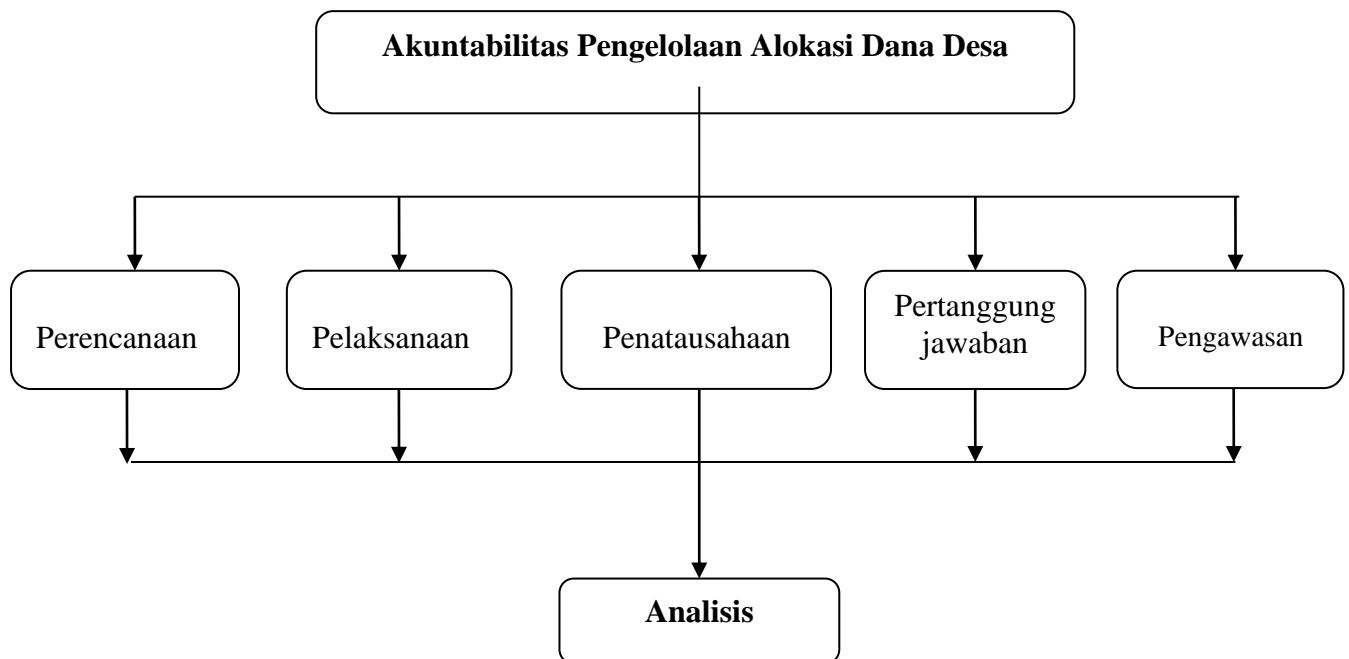 Akuntabilitas Pengelolaan Alokasi Dana Desa
Perencanaan
Pelaksanaan
Penatausahaan
Pertanggung
jawaban
Pengawasan
Analisis